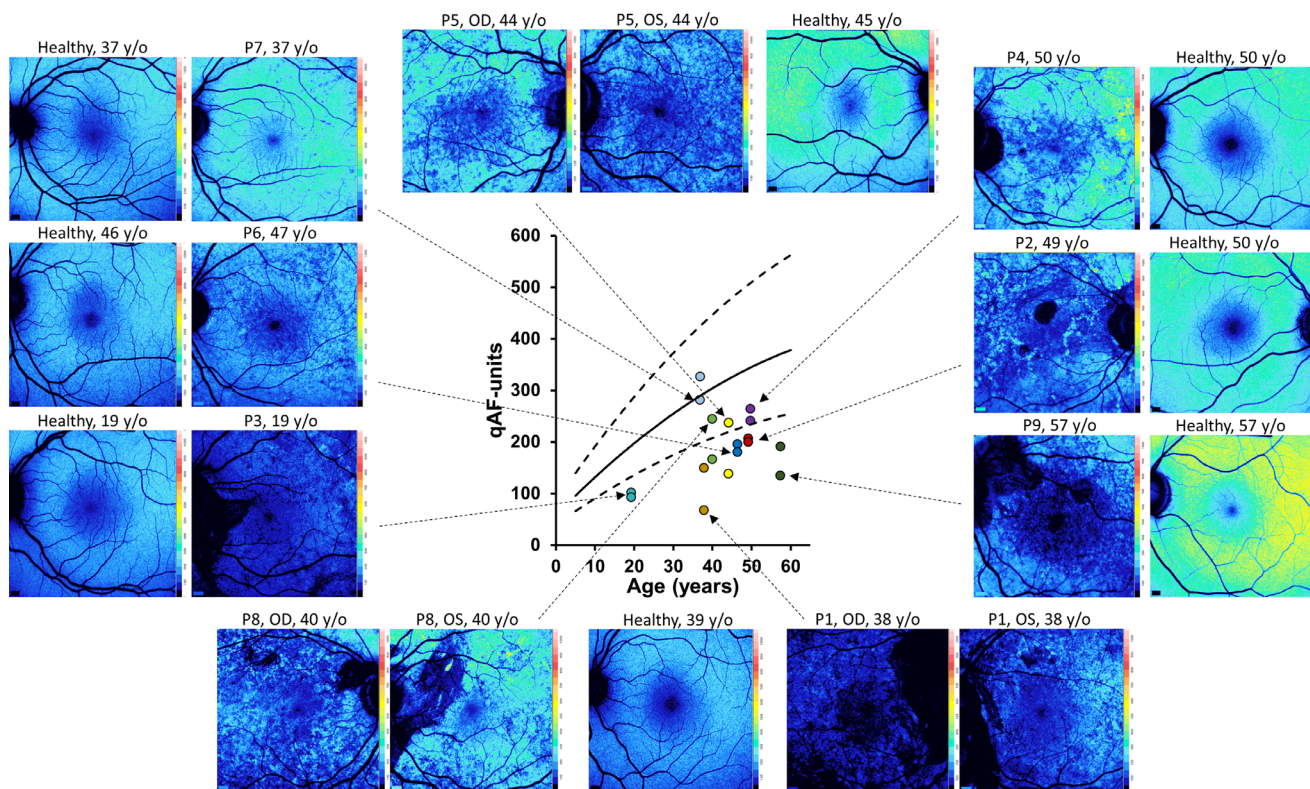 P5, OD, 44 y/o
P5, OS, 44 y/o
Healthy, 45 y/o
Healthy, 37 y/o
P7, 37 y/o
P4, 50 y/o
Healthy, 50 y/o
Healthy, 46 y/o
P6, 47 y/o
P2, 49 y/o
Healthy, 50 y/o
Healthy, 19 y/o
P3, 19 y/o
P9, 57 y/o
Healthy, 57 y/o
qAF-units
600
500
400
300
200
100
0
0 10 20 30 40 50 60
Age (years)
P8, OD, 40 y/o
P8, OS, 40 y/o
Healthy, 39 y/o
P1, OD, 38 y/o
P1, OS, 38 y/o